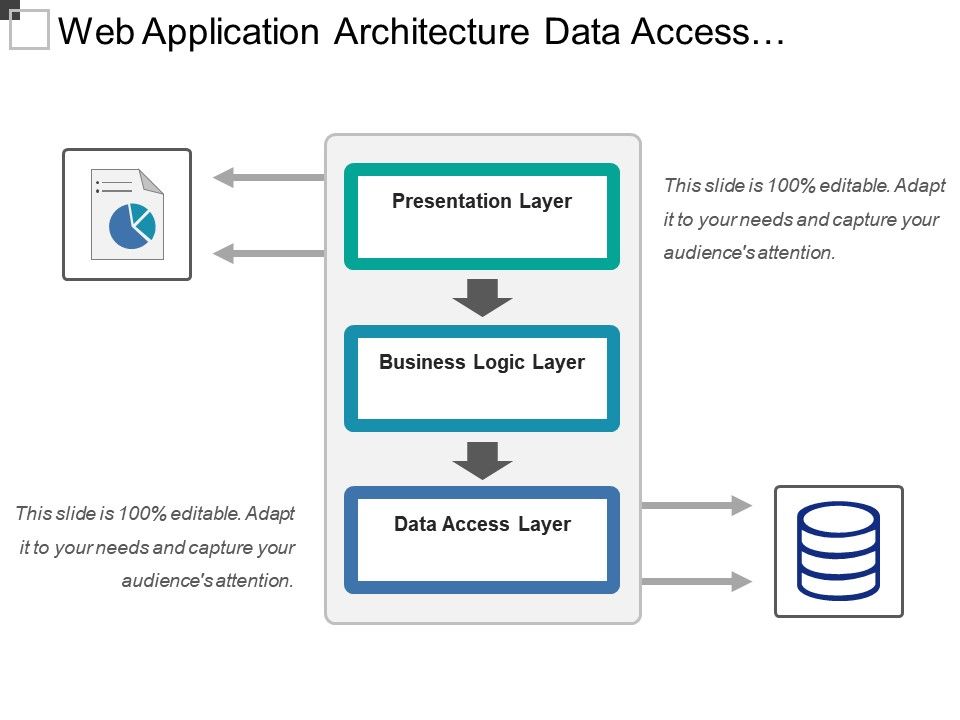 Web Application Architecture Data Access…
Presentation Layer
This slide is 100% editable. Adapt
it to your needs and capture your
audience's attention.
Business Logic Layer
Data Access Layer
This slide is 100% editable. Adapt
it to your needs and capture your
audience's attention.